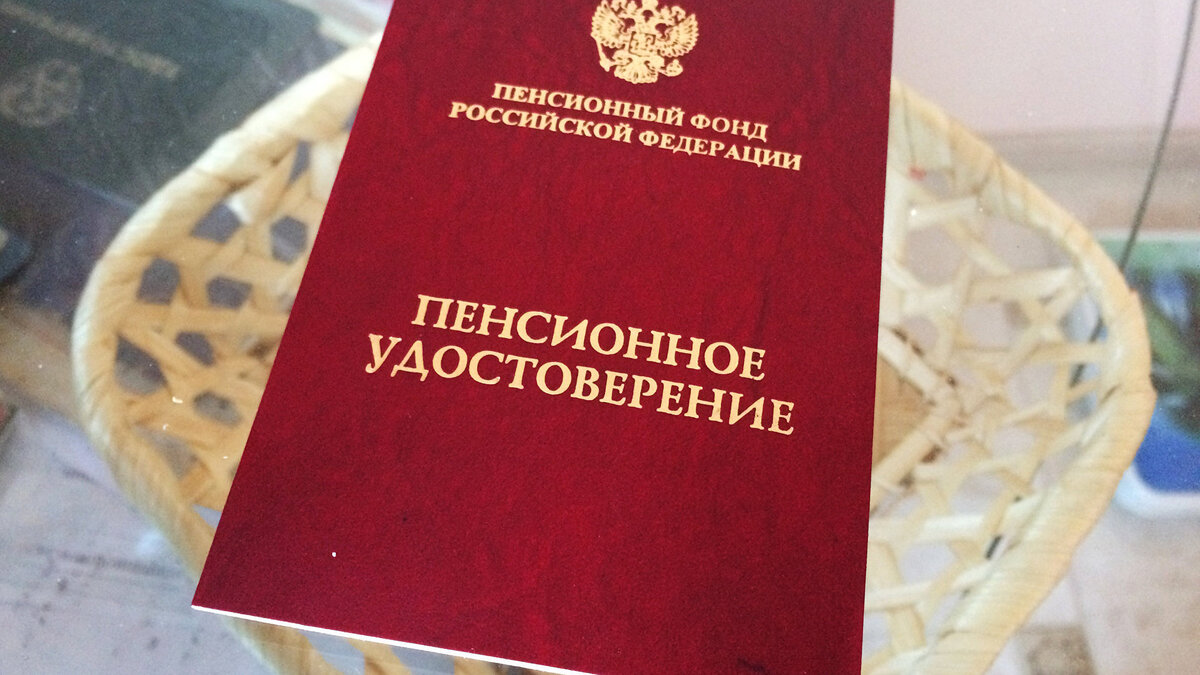 ПЕНСИОННЫЙ ФОНД
РОССИЙСКОЙ ФЕДЕРАЦИИ
ПЕНСИОННОЕ
УДОСТОВЕРЕНИЕ